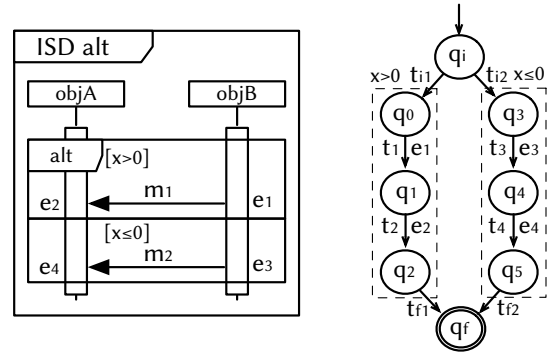 ISD alt
objA objB
alt [x>0]
e2 m1 e1
[x≤0]
e4 m2 e3
qi
x>0 ti1 ti2 x≤0
q0 q3
t1 e1 t3 e3
q1 q4
t2 e2 t4 e4
q2 q5
tf1 tf2
qf